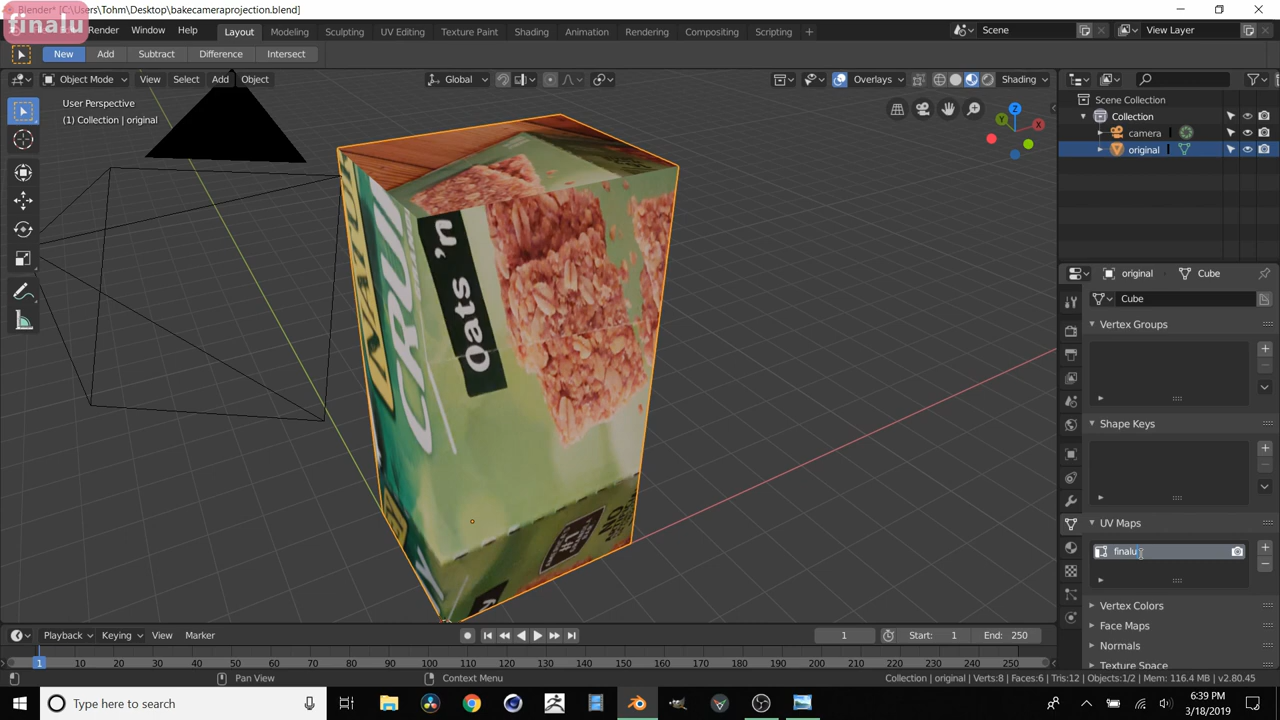 Blender* [C:\Users\Tohm\Desktop\bakecameraprojection.blend]
finalu
Render Window Help Layout Modeling Sculpting UV Editing Texture Paint Shading Animation Rendering Compositing Scripting + Scene View Layer
New Add Subtract Difference Intersect
Object Mode View Select Add Object Global Overlays Shading
User Perspective
(1) Collection | original
Scene Collection
Collection
camera
original
Z
X
Y
original Cube
Cube
Vertex Groups
Shape Keys
UV Maps
finalu
Vertex Colors
Face Maps
Normals
Texture Space
Oats 'n
Playback Keying View Marker 1 Start: 1 End: 250
1 10 20 30 40 50 60 70 80 90 100 110 120 130 140 150 160 170 180 190 200 210 220 230 240 250
Pan View Context Menu Collection | original | Verts:8 | Faces:6 | Tris:12 | Objects:1/2 | Mem: 116.4 MB | v2.80.45
Type here to search
6:39 PM
3/18/2019